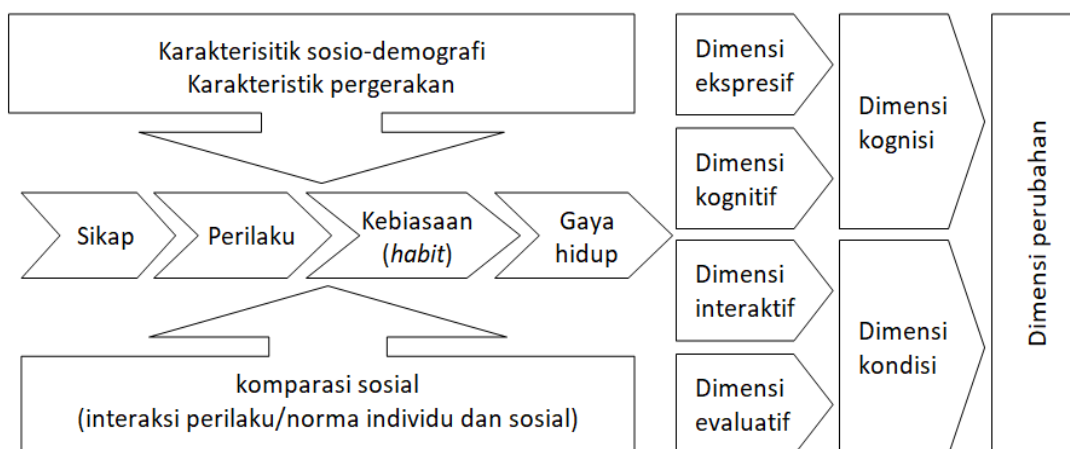 Karakterisitik sosio-demografi
Karakteristik pergerakan
Sikap
Perilaku
Kebiasaan
(habit)
Gaya
hidup
komparasi sosial
(interaksi perilaku/norma individu dan sosial)
Dimensi
ekspresif
Dimensi
kognitif
Dimensi
interaktif
Dimensi
evaluatif
Dimensi
kognisi
Dimensi
kondisi
Dimensi perubahan